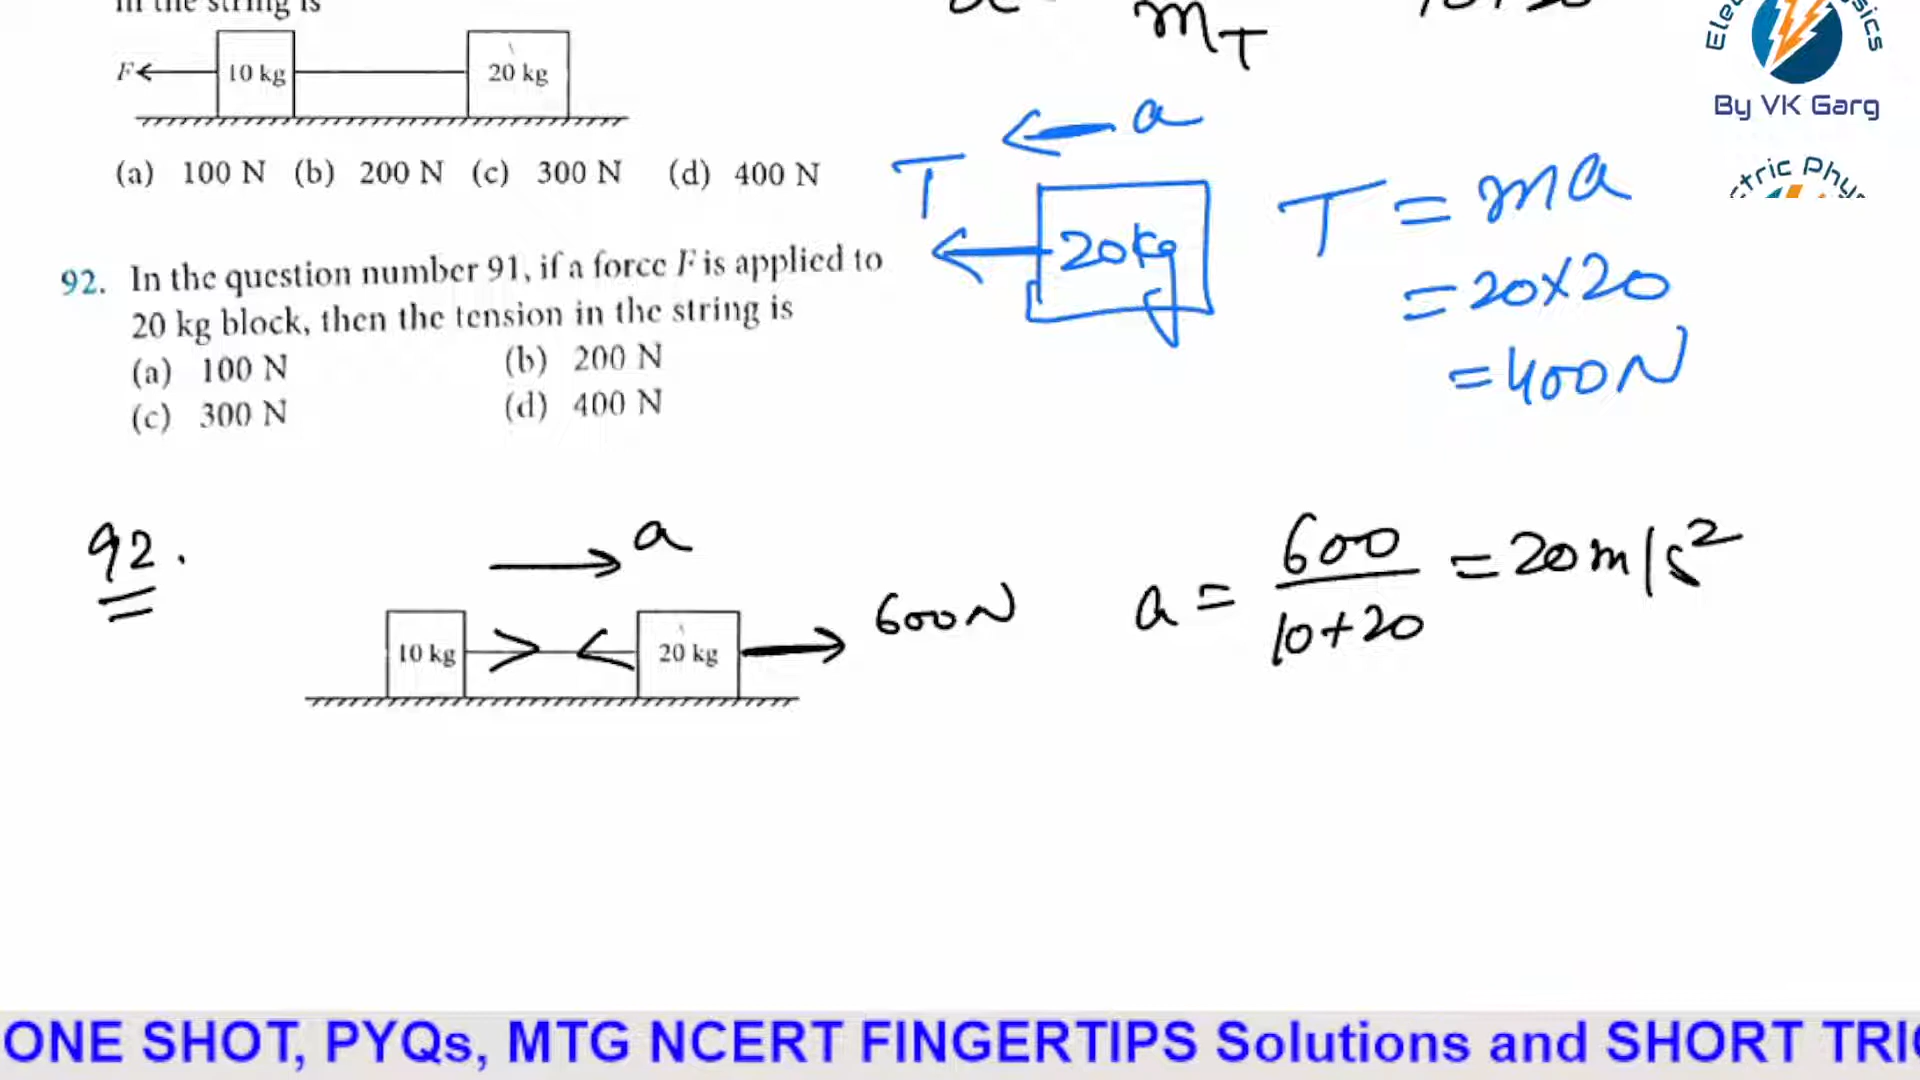 in the string is
m_T
10+20
F 10 kg 20 kg
(a) 100 N (b) 200 N (c) 300 N (d) 400 N
92. In the question number 91, if a force F is applied to
20 kg block, then the tension in the string is
(a) 100 N (b) 200 N
(c) 300 N (d) 400 N
By VK Garg
a
T
20kg
T = ma
= 20×20
= 400N
92.
a
10 kg 20 kg 600N
a = 600/10+20 = 20m/s²
ONE SHOT, PYQs, MTG NCERT FINGERTIPS Solutions and SHORT TRIC